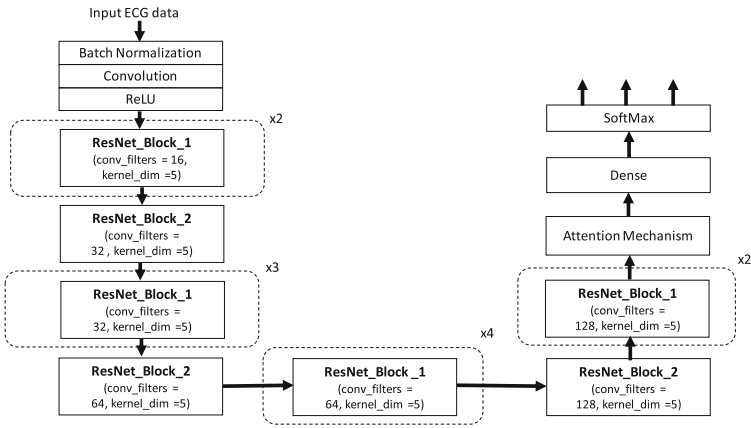 Input ECG data
Batch Normalization
Convolution
ReLU
x2
ResNet_Block_1
(conv_filters = 16,
kernel_dim =5)
ResNet_Block_2
(conv_filters =
32 , kernel_dim =5)
x3
ResNet_Block_1
(conv_filters =
32, kernel_dim =5)
ResNet_Block_2
(conv_filters =
64, kernel_dim =5)
x4
ResNet_Block _1
(conv_filters =
64, kernel_dim =5)
ResNet_Block_2
(conv_filters =
128, kernel_dim =5)
x2
ResNet_Block_1
(conv_filters =
128, kernel_dim =5)
Attention Mechanism
Dense
SoftMax